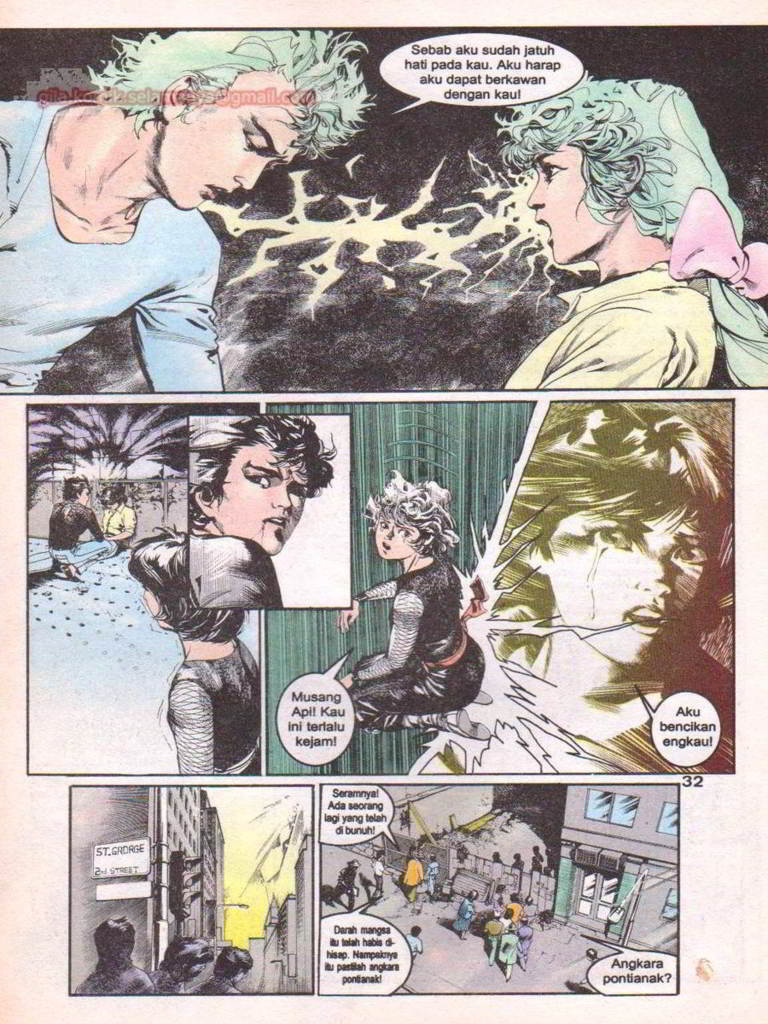 Sebab aku sudah jatuh
hati pada kau. Aku harap
aku dapat berkawan
dengan kau!
Musang
Api! Kau
ini terlalu
kejam!
Aku
bencikan
engkau!
32
ST. GRORGE
2nd STREET
Seramnya!
Ada seorang
lagi yang telah
di bunuh!
Darah mangsa
itu telah habis di-
hisap. Nampaknya
itu pastilah angkara
pontianak!
Angkara
pontianak?